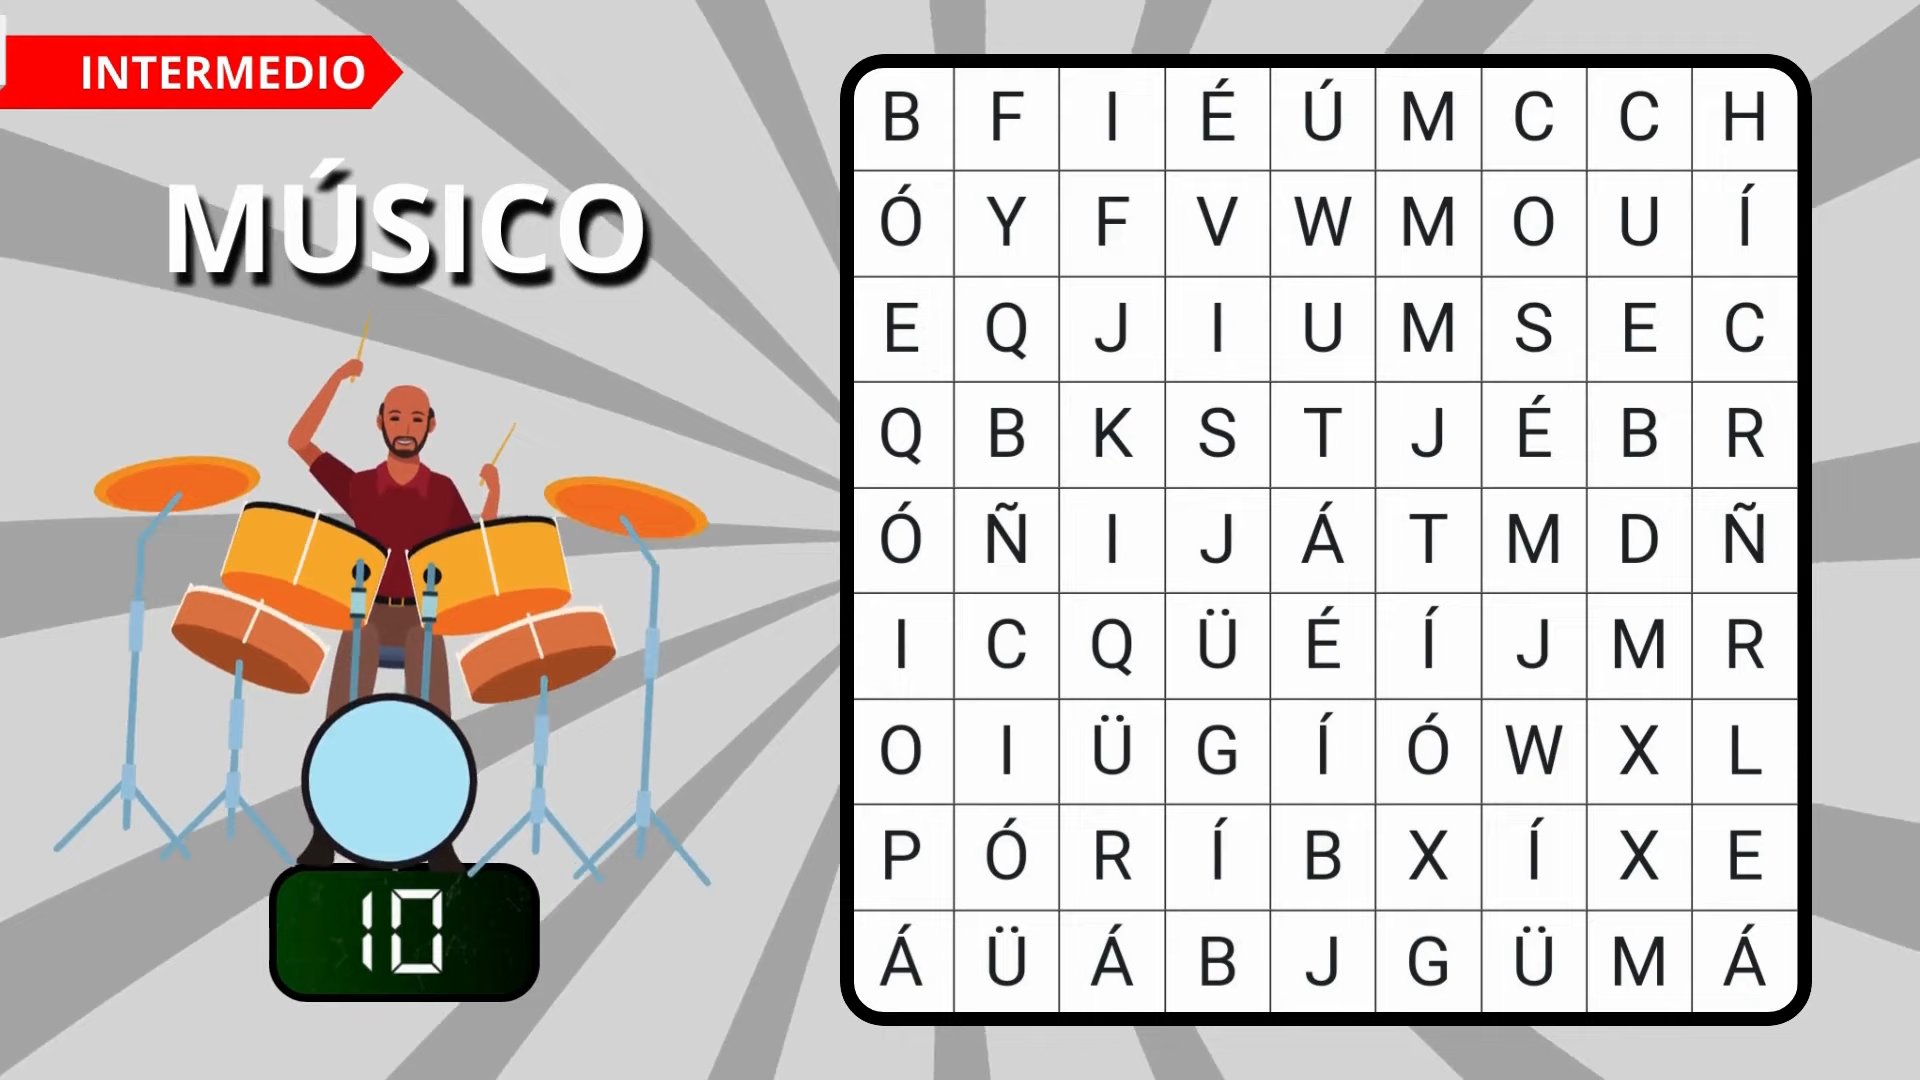 INTERMEDIO
MÚSICO
10
B F I É Ú M C C H
Ó Y F V W M O U Í
E Q J I U M S E C
Q B K S T J É B R
Ó Ñ I J Á T M D Ñ
I C Q Ü É Í J M R
O I Ü G Í Ó W X L
P Ó R Í B X Í X E
Á Ü Á B J G Ü M Á